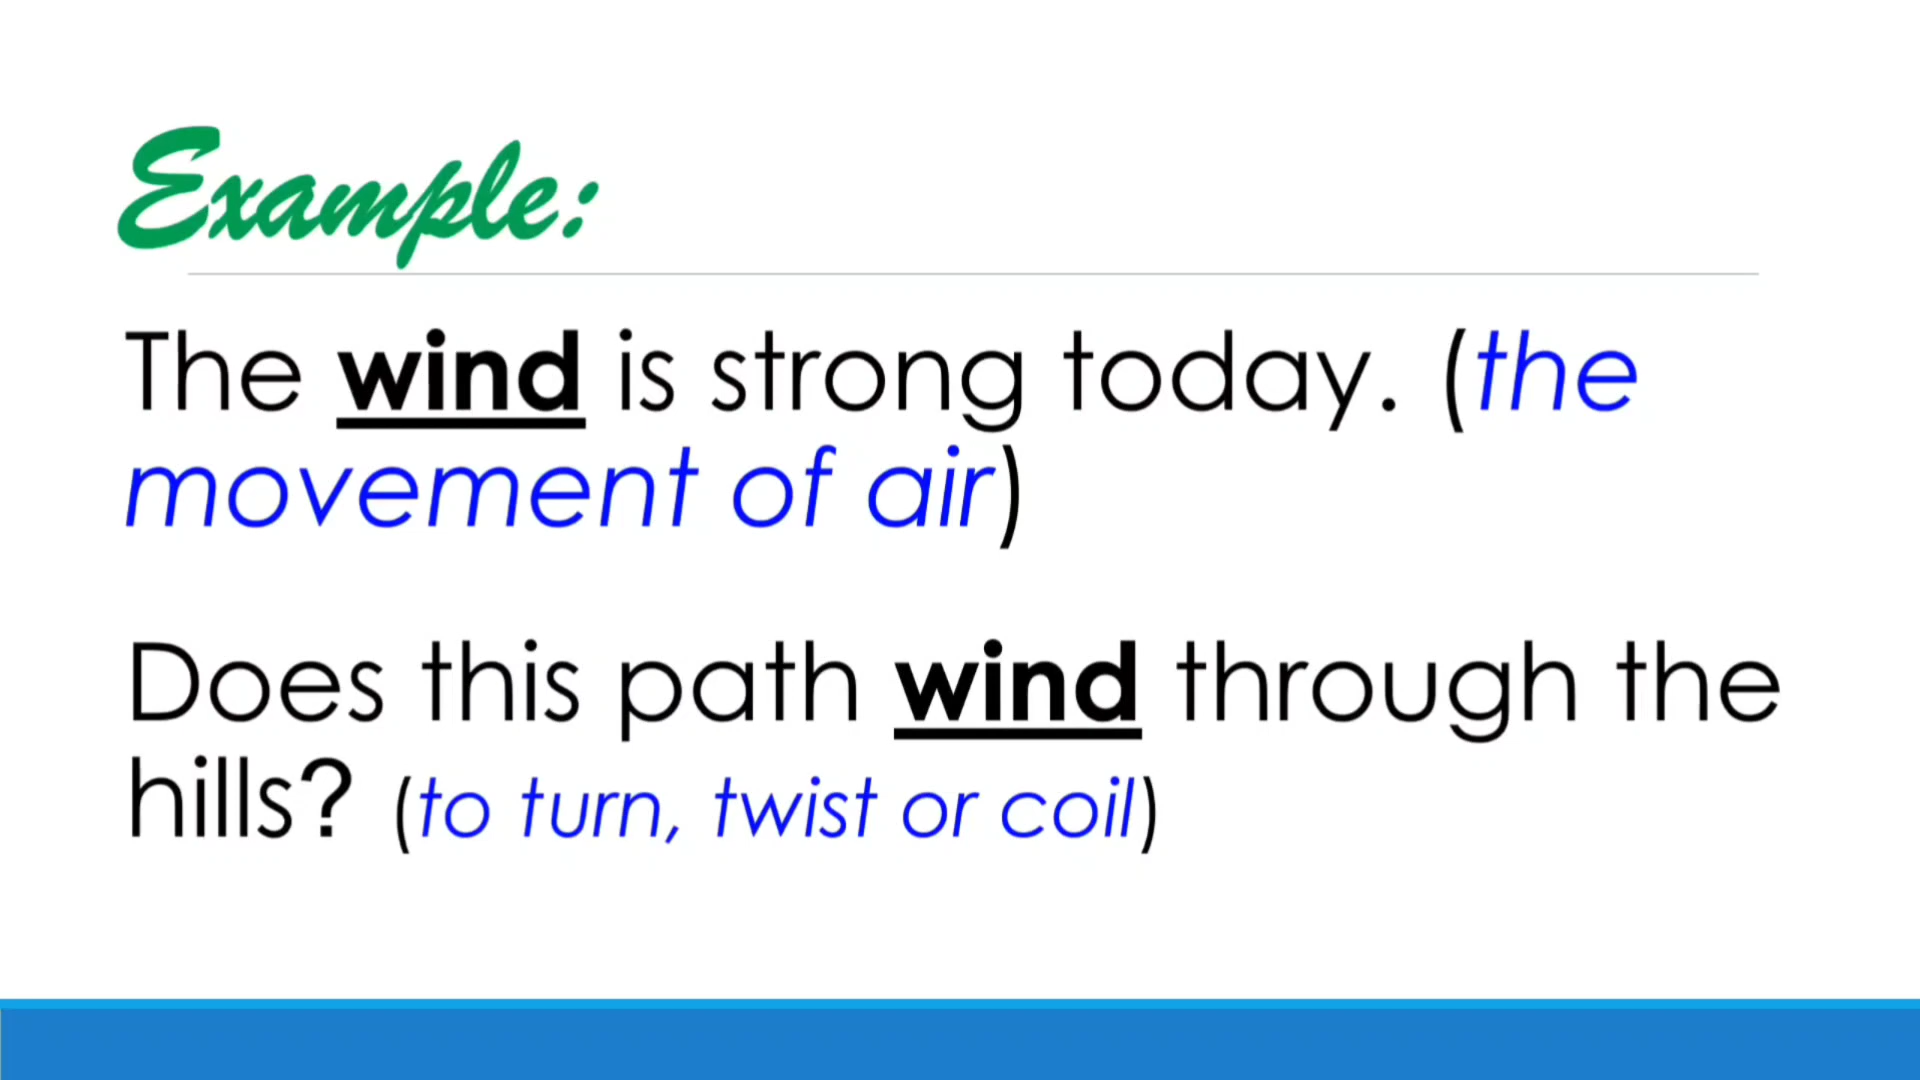 Example:
The wind is strong today. (the
movement of air)
Does this path wind through the
hills? (to turn, twist or coil)